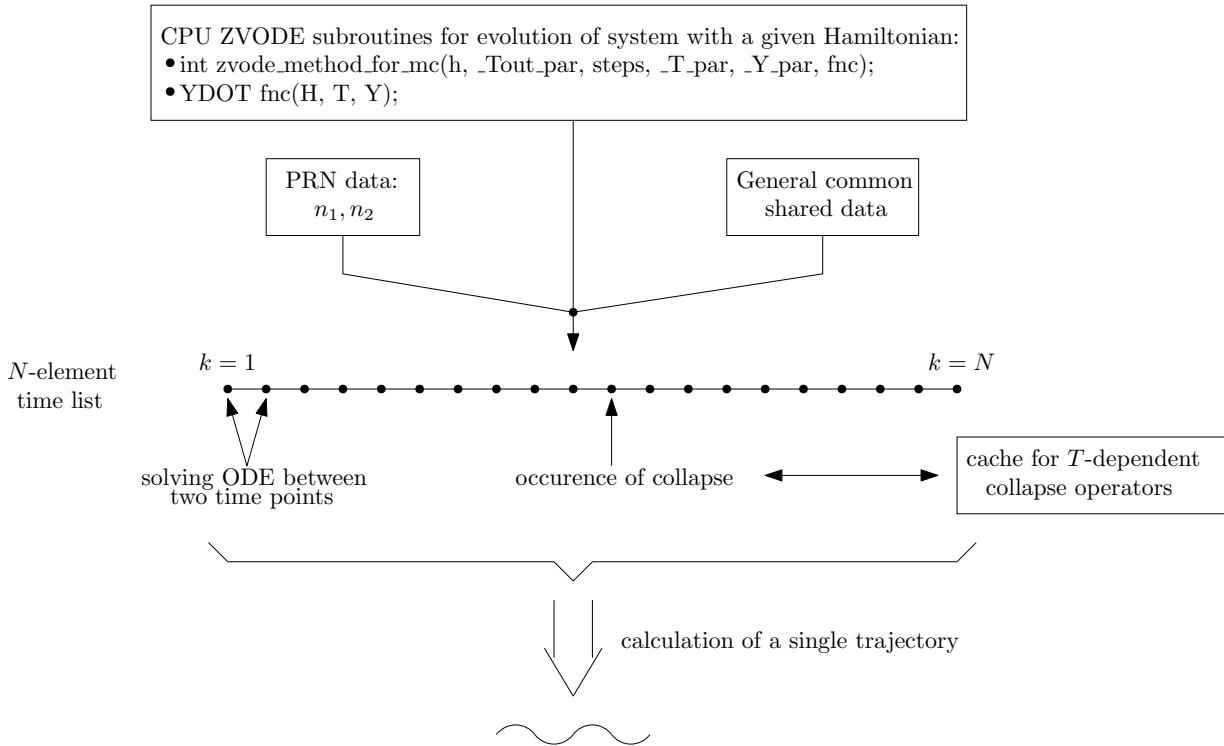 CPU ZVODE subroutines for evolution of system with a given Hamiltonian:
• int zvode_method_for_mc(h, _Tout_par, steps, _T_par, _Y_par, fnc);
• YDOT fnc(H, T, Y);
PRN data:
n₁, n₂
General common
shared data
N-element
time list
k = 1
k = N
solving ODE between
two time points
occurence of collapse
cache for T-dependent
collapse operators
calculation of a single trajectory